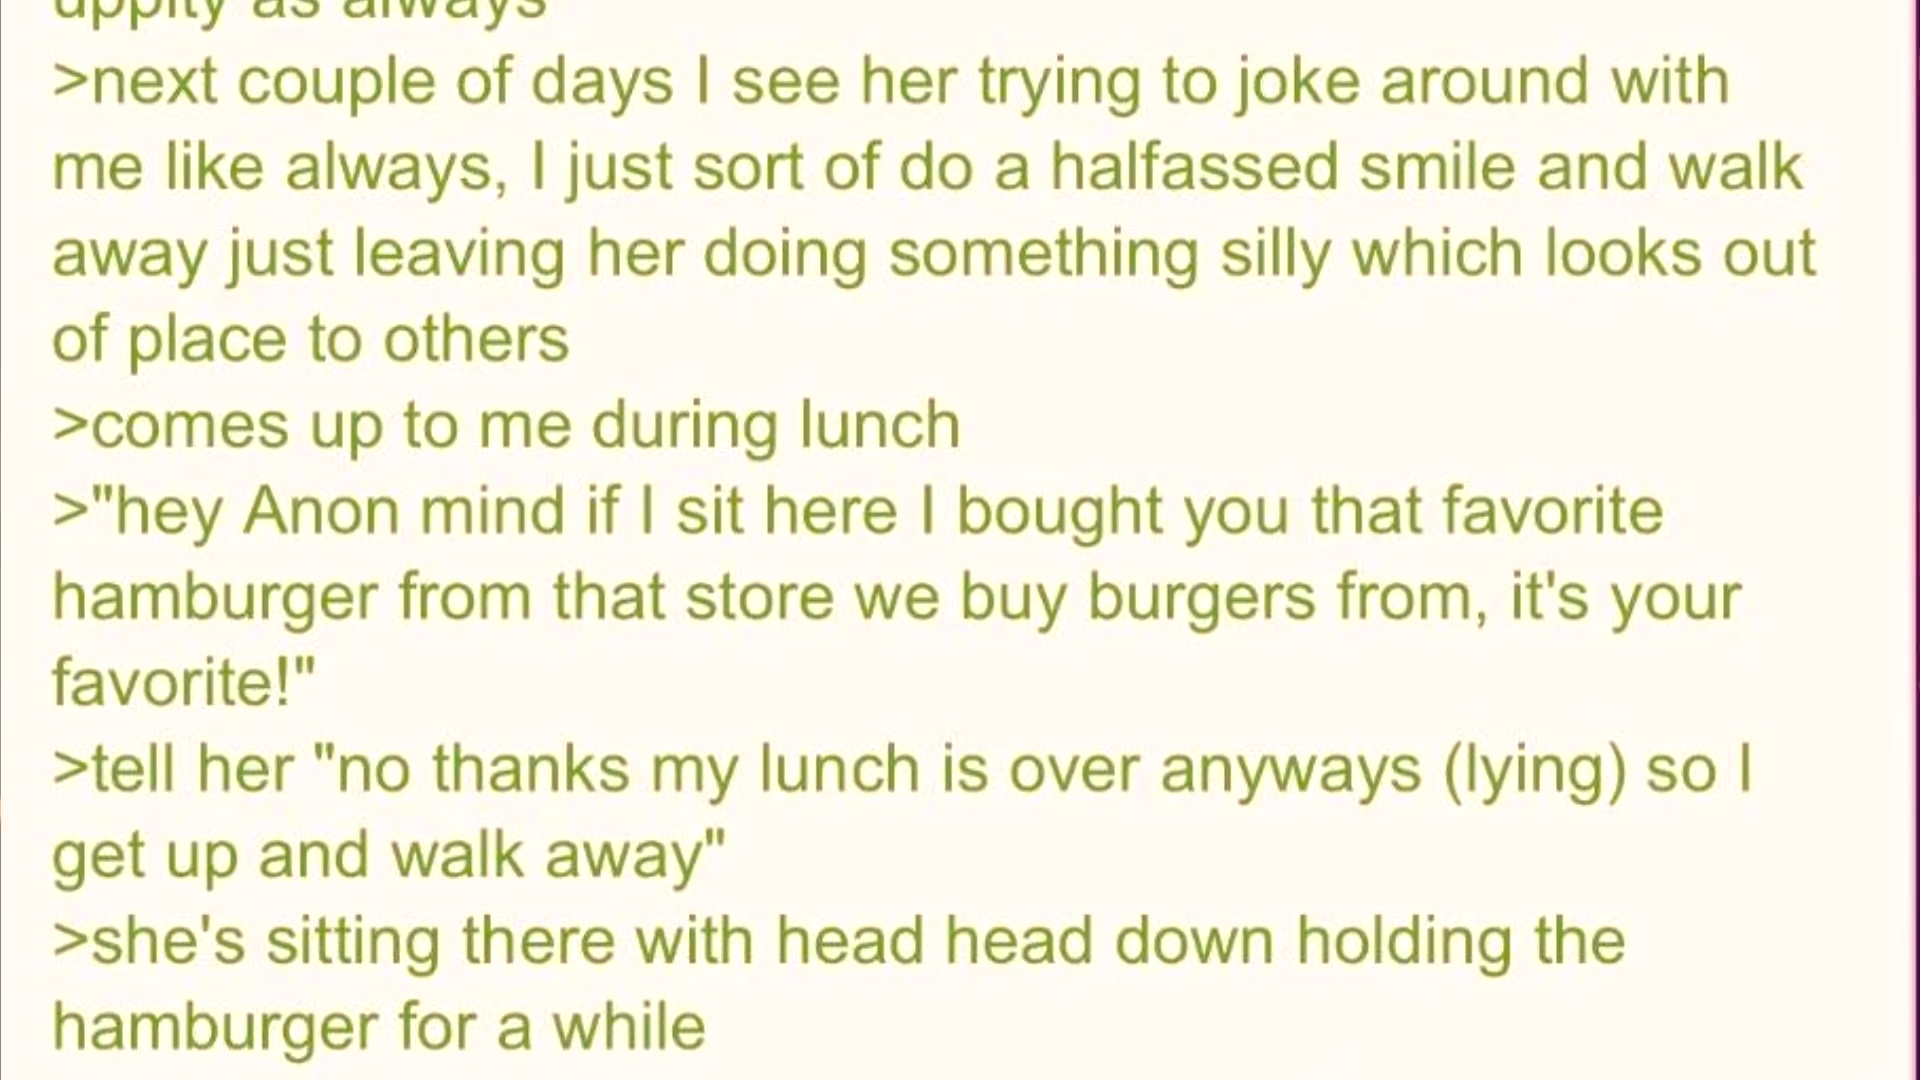 uppity as always
>next couple of days I see her trying to joke around with
me like always, I just sort of do a halfassed smile and walk
away just leaving her doing something silly which looks out
of place to others
>comes up to me during lunch
>"hey Anon mind if I sit here I bought you that favorite
hamburger from that store we buy burgers from, it's your
favorite!"
>tell her "no thanks my lunch is over anyways (lying) so I
get up and walk away"
>she's sitting there with head head down holding the
hamburger for a while